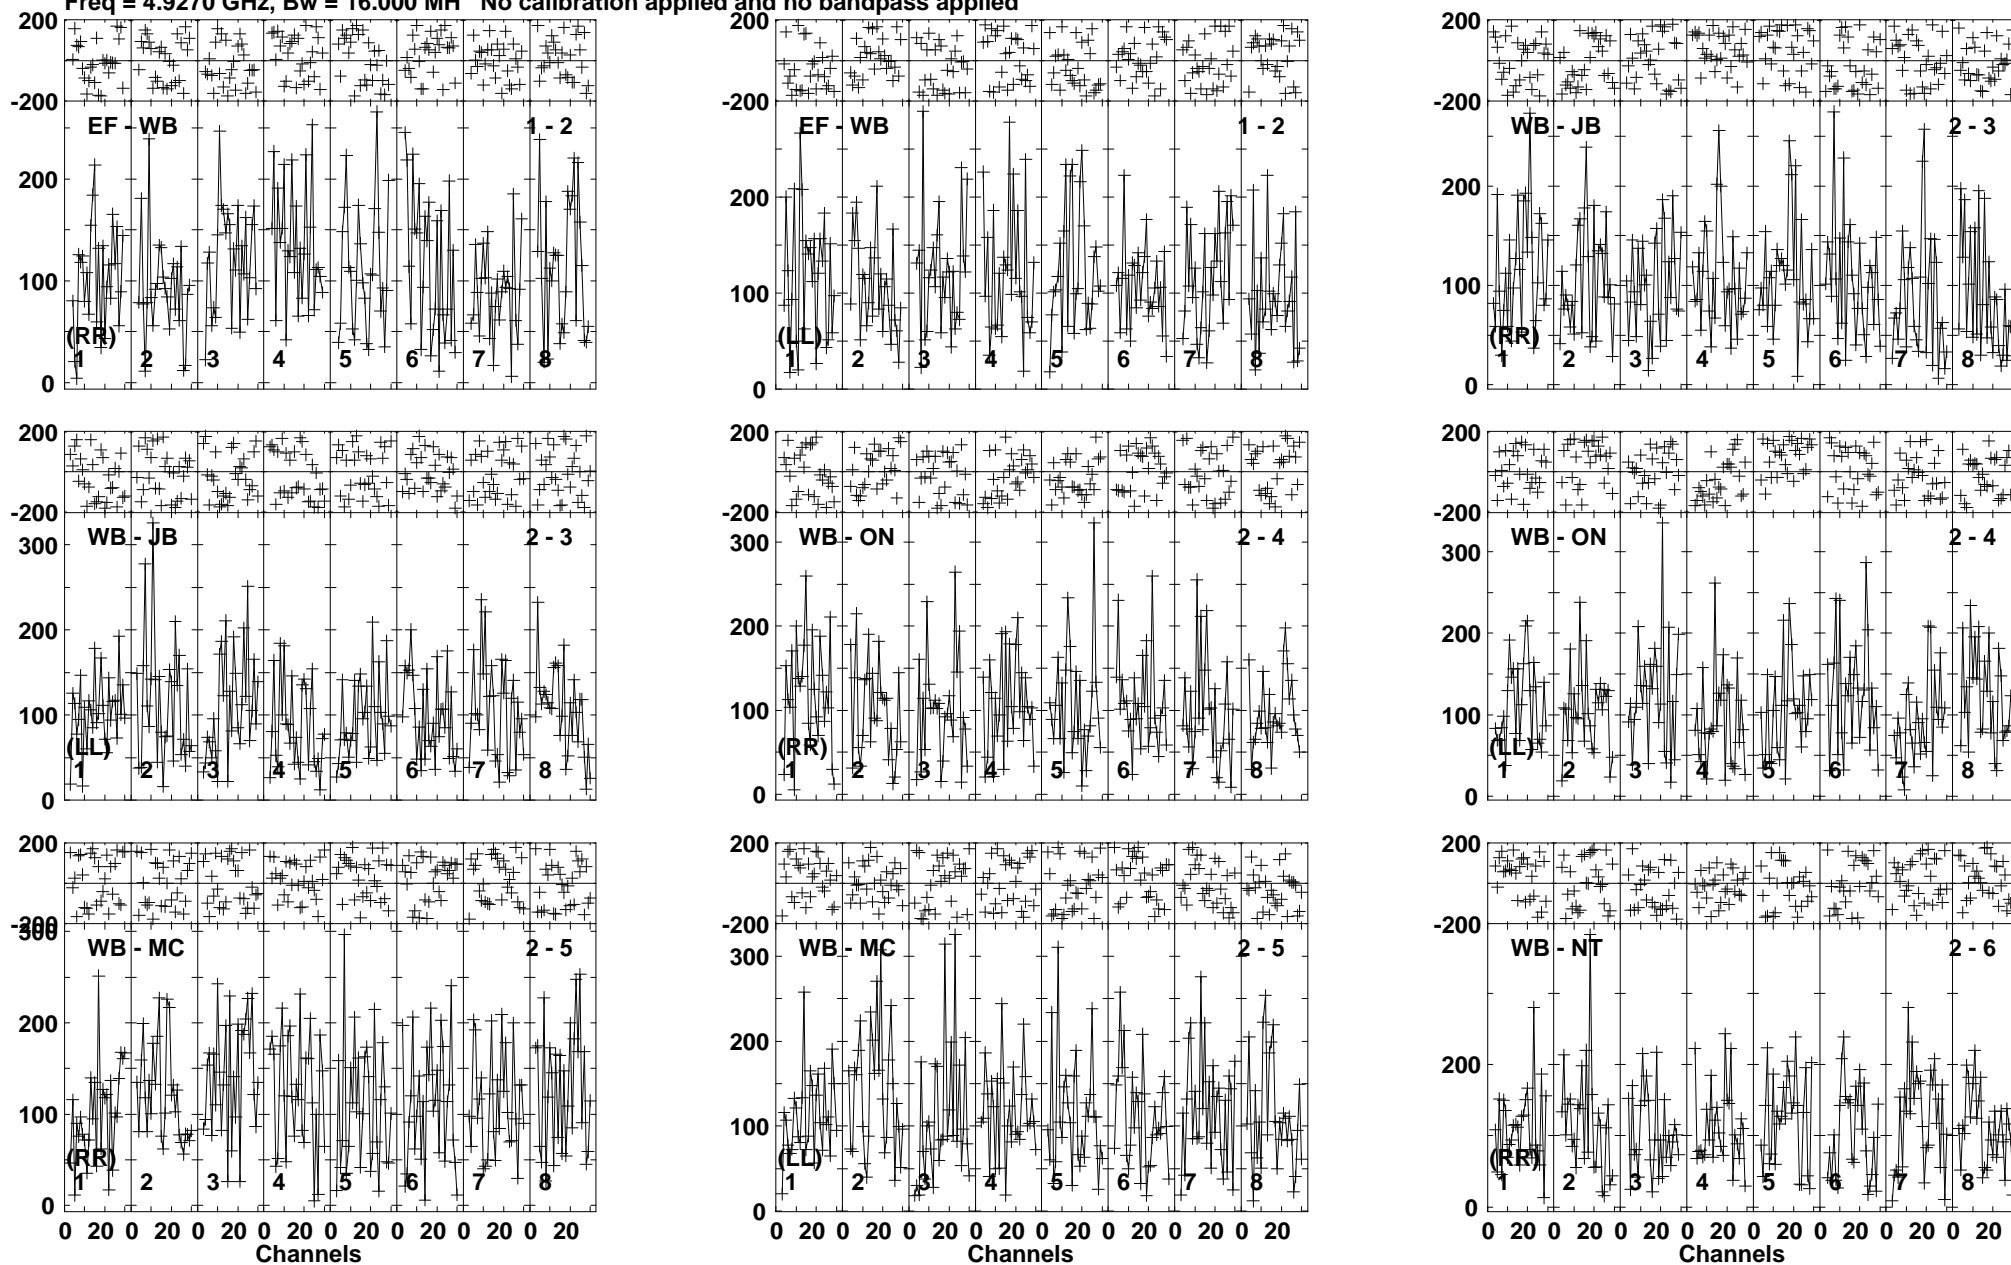 Freq = 4.9270 GHz, Bw = 16.000 MH No calibration applied and no bandpass applied
200 200 200
-200 -200 -200
EF - WB 1 - 2 EF - WB 1 - 2 WB - JB 2 - 3
200 200 200
100 100 100
(RR) (LL) (RR)
1 2 3 4 5 6 7 8 1 2 3 4 5 6 7 8 1 2 3 4 5 6 7 8
0 0 0
200 200 200
-200 -200 -200
WB - JB 2 - 3 WB - ON 2 - 4 WB - ON 2 - 4
300 300 300
200 200 200
100 100 100
(LL) (RR) (LL)
1 2 3 4 5 6 7 8 1 2 3 4 5 6 7 8 1 2 3 4 5 6 7 8
0 0 0
200 200 200
-200 -200 -200
300
WB - MC 2 - 5 WB - MC 2 - 5 WB - NT 2 - 6
300
200 200 200
100 100
(RR) (LL) (RR)
1 2 3 4 5 6 7 8 1 2 3 4 5 6 7 8 1 2 3 4 5 6 7 8
0 0 0
0 20 0 20 0 20 0 20 0 20 0 20 0 20 0 20 0 20 0 20 0 20 0 20 0 20 0 20 0 20 0 20 0 20 0 20 0 20 0 20 0 20 0 20 0 20 0 20
Channels Channels Channels